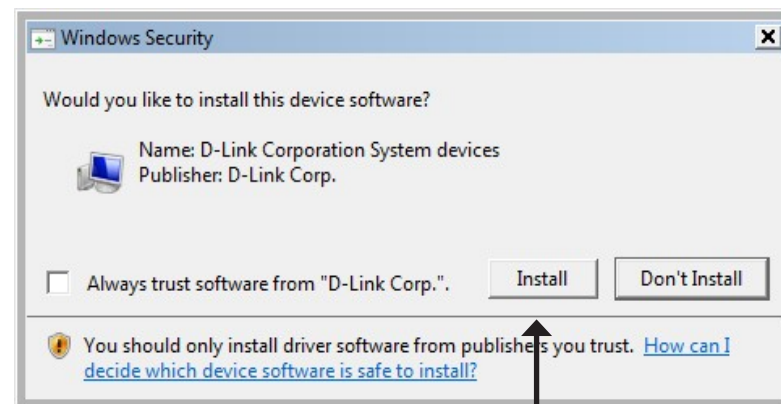 Windows Security
Would you like to install this device software?
Name: D-Link Corporation System devices
Publisher: D-Link Corp.
Always trust software from "D-Link Corp.".
Install
Don't Install
You should only install driver software from publishers you trust. How can I
decide which device software is safe to install?